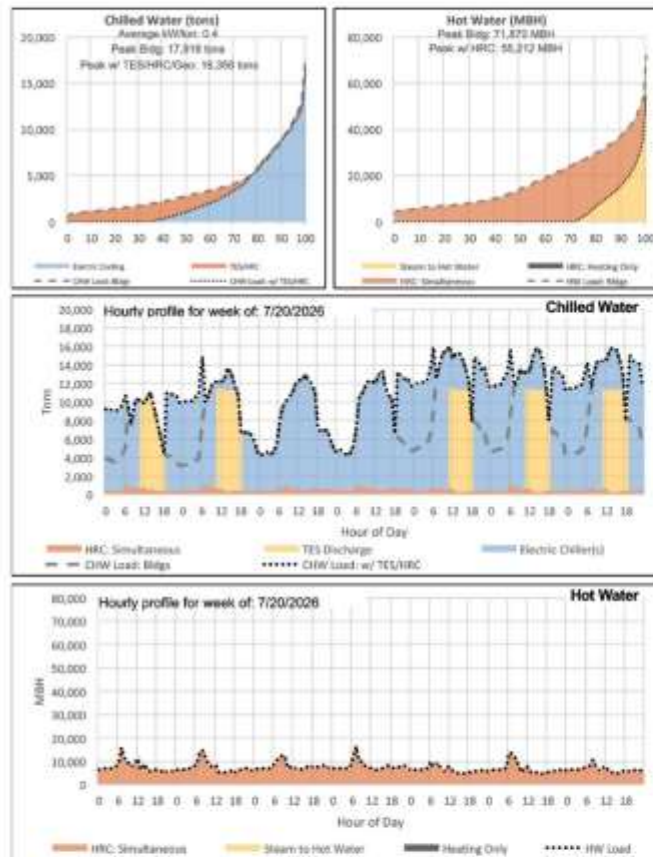 Chilled Water (tons)
Average kW/ton: 0.4
Peak Bldg: 17,916 tons
Peak w/ TES/HRC/Geo: 16,356 tons
20,000
15,000
10,000
5,000
0
0 10 20 30 40 50 60 70 80 90 100
Electric Cooling
TES/HRC
CHW Load: Bldgs
CHW Load: w/ TES/HRC
Hot Water (MBH)
Peak Bldg: 71,870 MBH
Peak w/ HRC: 55,212 MBH
80,000
60,000
40,000
20,000
0
0 10 20 30 40 50 60 70 80 90 100
Steam to Hot Water
HRC: Heating Only
HRC: Simultaneous
HW Load: Bldgs
Hourly profile for week of: 7/20/2026
Chilled Water
20,000
18,000
16,000
14,000
12,000
10,000
8,000
6,000
4,000
2,000
0
Tons
0 6 12 18 0 6 12 18 0 6 12 18 0 6 12 18 0 6 12 18 0 6 12 18 0 6 12 18
Hour of Day
HRC: Simultaneous
TES Discharge
Electric Chiller(s)
CHW Load: Bldgs
CHW Load: w/ TES/HRC
Hourly profile for week of: 7/20/2026
Hot Water
80,000
70,000
60,000
50,000
40,000
30,000
20,000
10,000
0
MBH
0 6 12 18 0 6 12 18 0 6 12 18 0 6 12 18 0 6 12 18 0 6 12 18 0 6 12 18
Hour of Day
HRC: Simultaneous
Steam to Hot Water
Heating Only
HW Load